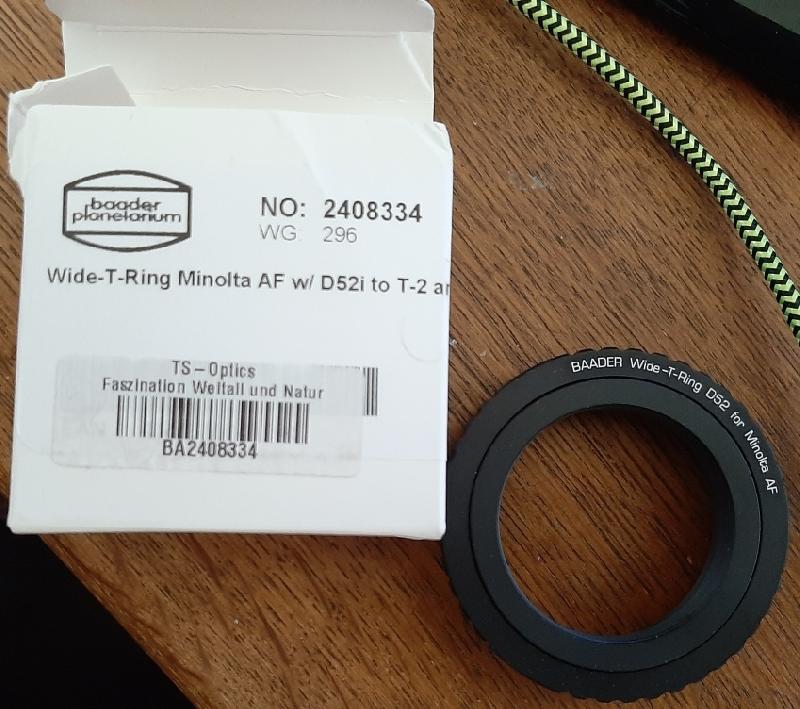 baader
planetarium
NO: 2408334
WG: 296
Wide-T-Ring Minolta AF w/ D52i to T-2 ar
TS-Optics
Faszination Weltall und Natur
BA2408334
BAADER Wide-T-Ring D52 for Minolta AF